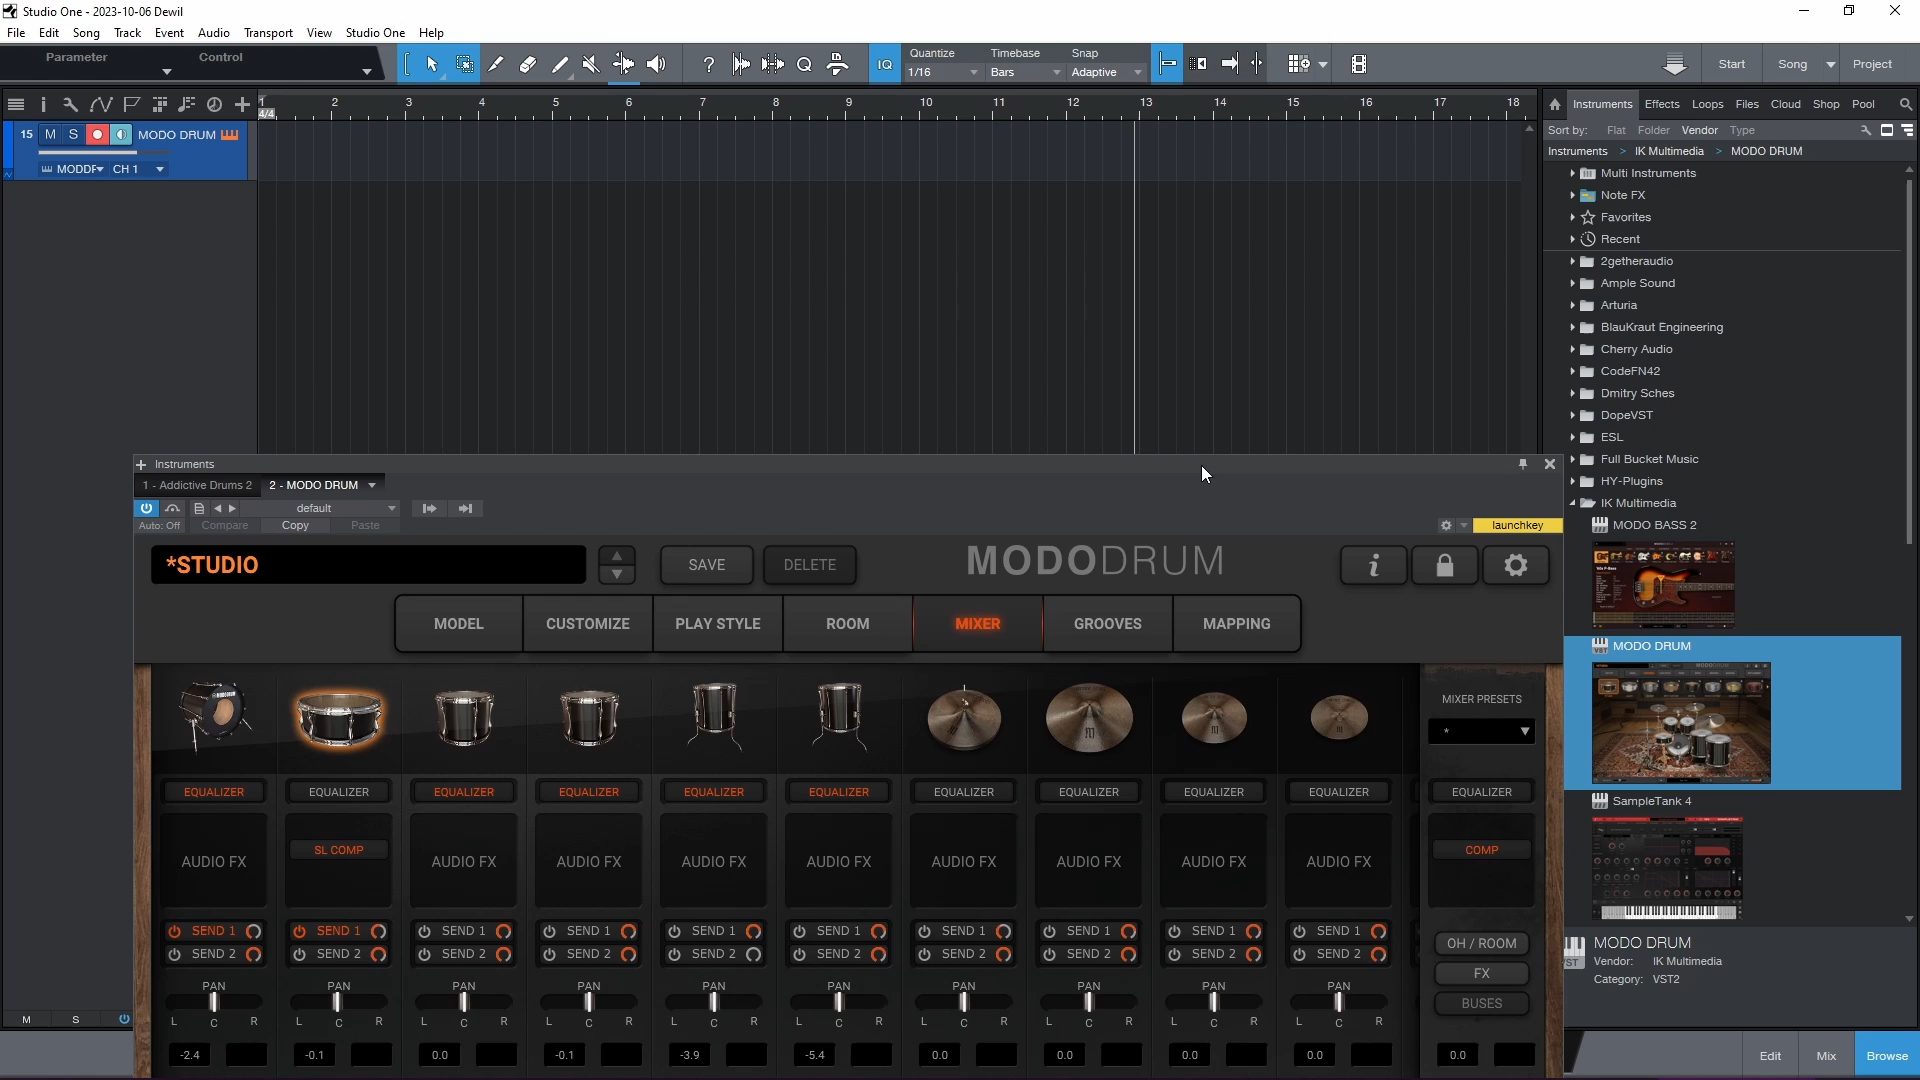 Studio One - 2023-10-06 Dewil
File Edit Song Track Event Audio Transport View Studio One Help
Parameter Control
Quantize Timebase Snap
IQ 1/16 Bars Adaptive
Start Song Project
1 2 3 4 5 6 7 8 9 10 11 12 13 14 15 16 17 18
4/4
15 M S MODO DRUM
MODDF CH 1
Instruments Effects Loops Files Cloud Shop Pool
Sort by: Flat Folder Vendor Type
Instruments > IK Multimedia > MODO DRUM
Multi Instruments
Note FX
Favorites
Recent
2getheraudio
Ample Sound
Arturia
BlauKraut Engineering
Cherry Audio
CodeFN42
Dmitry Sches
DopeVST
ESL
Full Bucket Music
HY-Plugins
IK Multimedia
MODO BASS 2
MODO DRUM
SampleTank 4
MODO DRUM
Vendor: IK Multimedia
Category: VST2
Instruments
1 - Addictive Drums 2 2 - MODO DRUM
default
Auto: Off Compare Copy Paste launchkey
*STUDIO SAVE DELETE MODODRUM
MODEL CUSTOMIZE PLAY STYLE ROOM MIXER GROOVES MAPPING
MIXER PRESETS
*
EQUALIZER EQUALIZER EQUALIZER EQUALIZER EQUALIZER EQUALIZER EQUALIZER EQUALIZER EQUALIZER EQUALIZER EQUALIZER
AUDIO FX SL COMP AUDIO FX AUDIO FX AUDIO FX AUDIO FX AUDIO FX AUDIO FX AUDIO FX AUDIO FX COMP
SEND 1 SEND 1 SEND 1 SEND 1 SEND 1 SEND 1 SEND 1 SEND 1 SEND 1 SEND 1
SEND 2 SEND 2 SEND 2 SEND 2 SEND 2 SEND 2 SEND 2 SEND 2 SEND 2 SEND 2
OH / ROOM
FX
BUSES
PAN PAN PAN PAN PAN PAN PAN PAN PAN PAN
L C R L C R L C R L C R L C R L C R L C R L C R L C R L C R
-2.4 -0.1 0.0 -0.1 -3.9 -5.4 0.0 0.0 0.0 0.0 0.0
M S
Edit Mix Browse